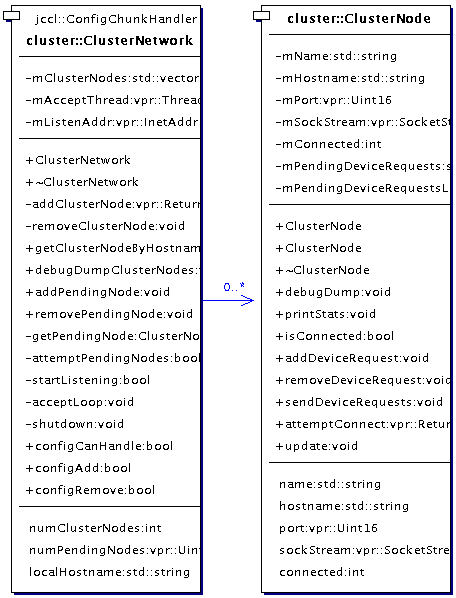 jccl::ConfigChunkHandler
cluster::ClusterNetwork
-mClusterNodes:std::vector
-mAcceptThread:vpr::Threa
-mListenAddr:vpr::InetAddr
+ClusterNetwork
+~ClusterNetwork
-addClusterNode:vpr::Return
-removeClusterNode:void
+getClusterNodeByHostnam
+debugDumpClusterNodes:
+addPendingNode:void
+removePendingNode:void
-getPendingNode:ClusterNo
-attemptPendingNodes:bool
-startListening:bool
-acceptLoop:void
-shutdown:void
+configCanHandle:bool
+configAdd:bool
+configRemove:bool
numClusterNodes:int
numPendingNodes:vpr::Uin
localHostname:std::string
0..*
cluster::ClusterNode
-mName:std::string
-mHostname:std::string
-mPort:vpr::Uint16
-mSockStream:vpr::SocketSt
-mConnected:int
-mPendingDeviceRequests:s
-mPendingDeviceRequestsL
+ClusterNode
+ClusterNode
+~ClusterNode
+debugDump:void
+printStats:void
+isConnected:bool
+addDeviceRequest:void
+removeDeviceRequest:void
+sendDeviceRequests:void
+attemptConnect:vpr::Retur
+update:void
name:std::string
hostname:std::string
port:vpr::Uint16
sockStream:vpr::SocketStre
connected:int